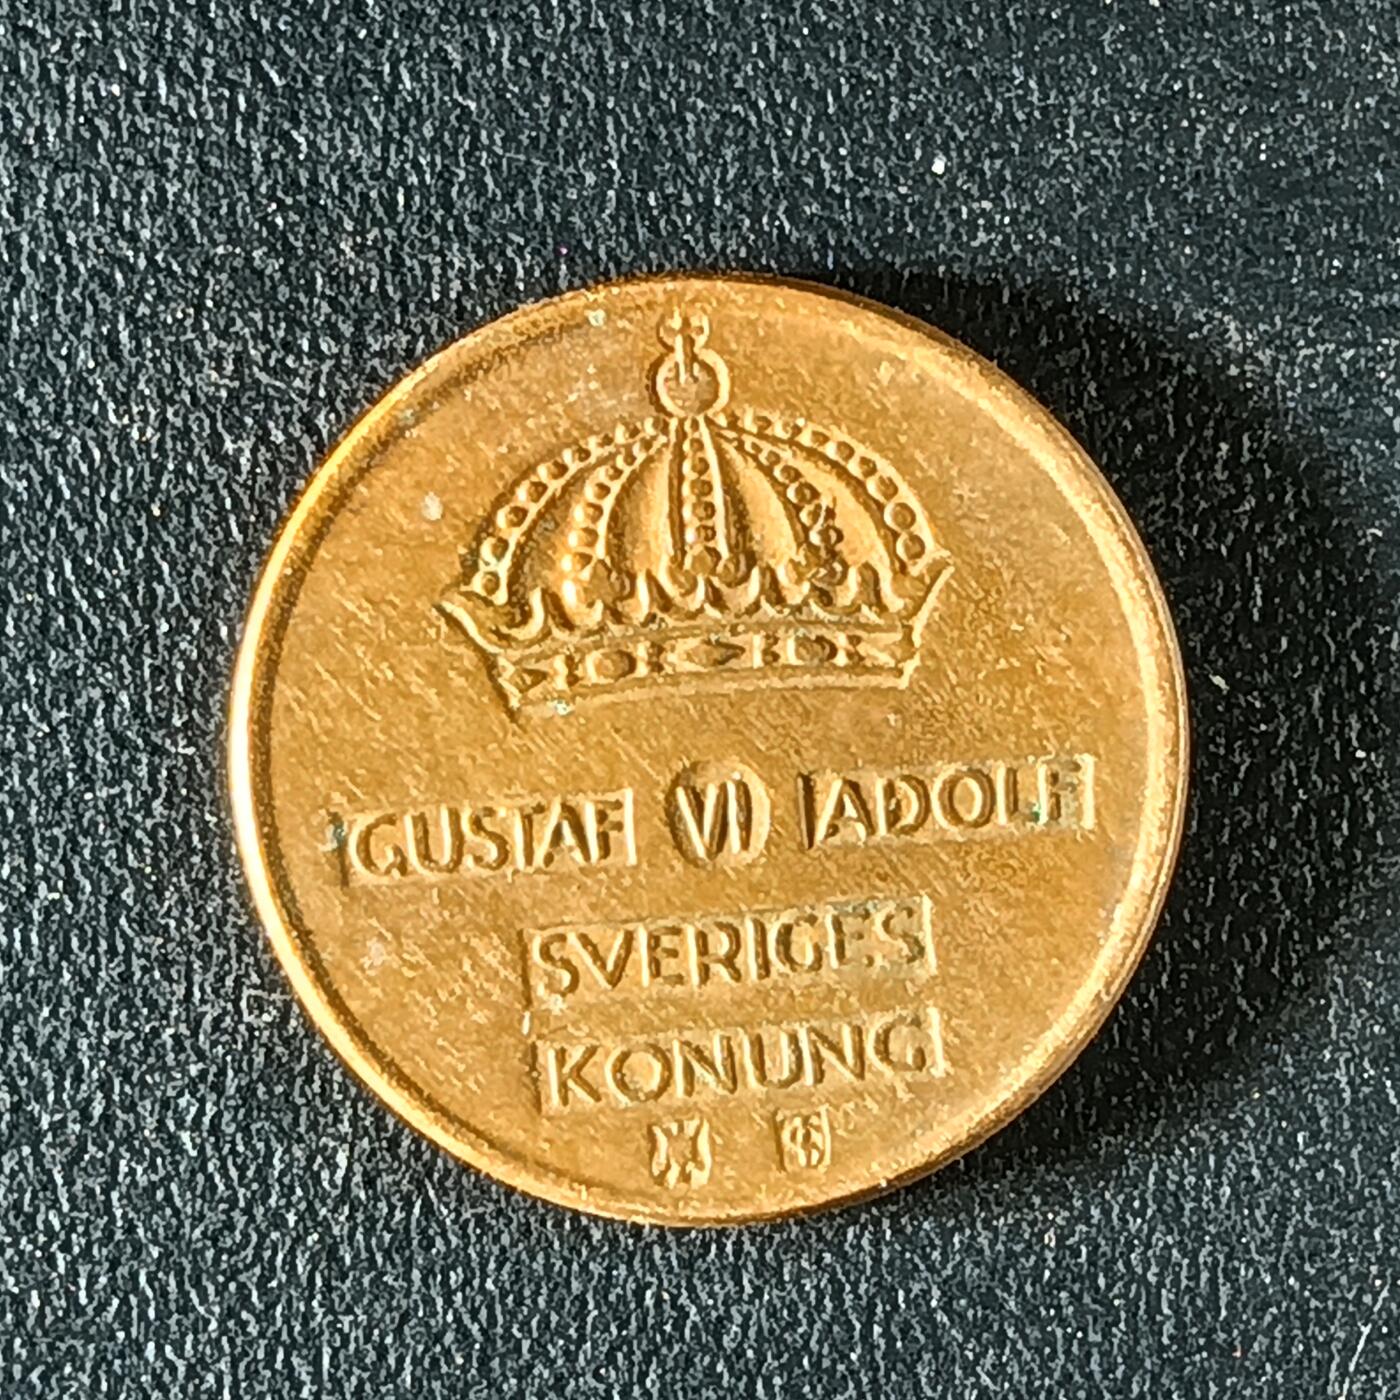 GUSTAF VI ADOLF
SVERIGES
KONUNG